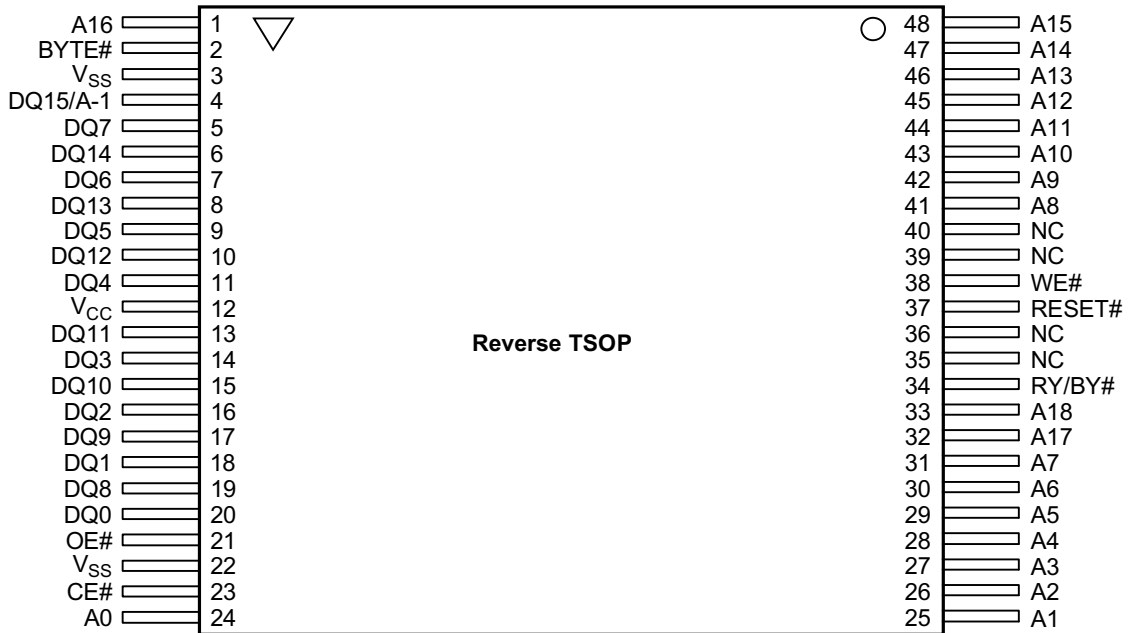 A16 1 48 A15
BYTE# 2 47 A14
VSS 3 46 A13
DQ15/A-1 4 45 A12
DQ7 5 44 A11
DQ14 6 43 A10
DQ6 7 42 A9
DQ13 8 41 A8
DQ5 9 40 NC
DQ12 10 39 NC
DQ4 11 38 WE#
VCC 12 37 RESET#
DQ11 13 36 NC
Reverse TSOP
DQ3 14 35 NC
DQ10 15 34 RY/BY#
DQ2 16 33 A18
DQ9 17 32 A17
DQ1 18 31 A7
DQ8 19 30 A6
DQ0 20 29 A5
OE# 21 28 A4
VSS 22 27 A3
CE# 23 26 A2
A0 24 25 A1